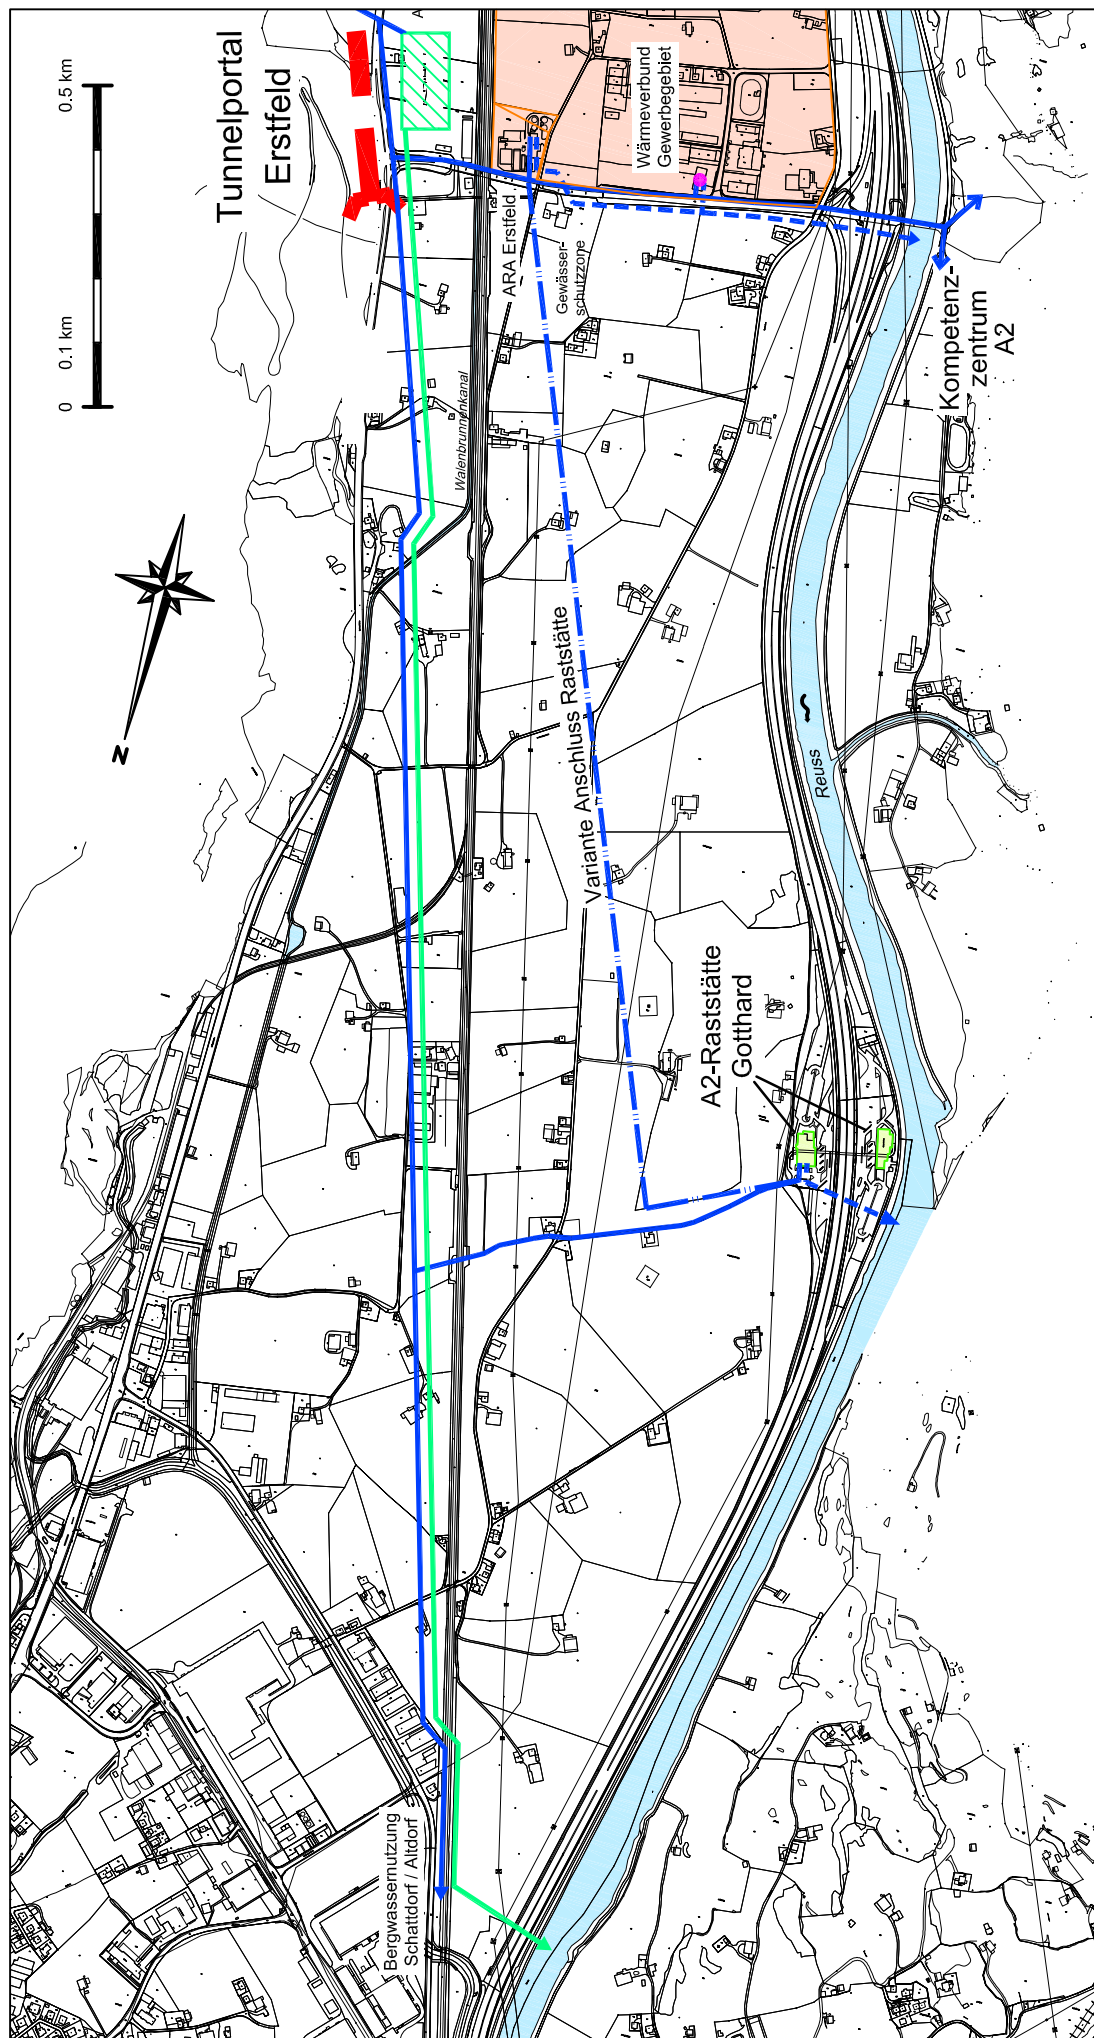 Tunnelportal
Erstfeld
0
0.1 km
0.5 km
N
Wärmeverbund
Gewerbegebiet
ARA Erstfeld
Gewässer-
schutzzone
Walenbrunnenkanal
Kompetenz-
zentrum
A2
Variante Anschluss Raststätte
Reuss
A2-Raststätte
Gotthard
Bergwassernutzung
Schattdorf / Altdorf
A